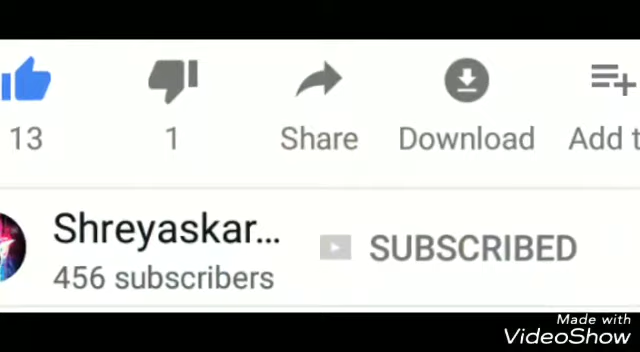 13
1
Share
Download
Add t
Shreyaskar...
456 subscribers
SUBSCRIBED
Made with
VideoShow